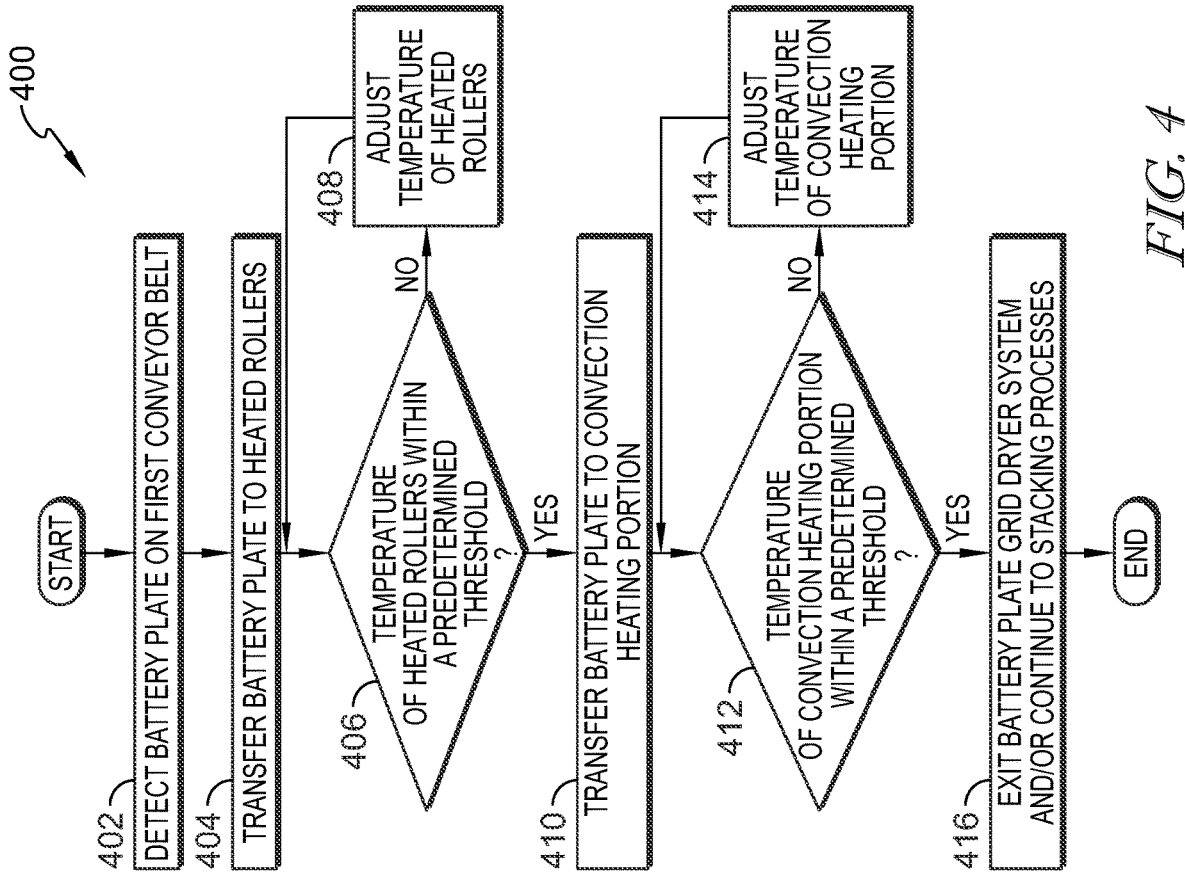 400
START
402
DETECT BATTERY PLATE ON FIRST CONVEYOR BELT
404
TRANSFER BATTERY PLATE TO HEATED ROLLERS
406
TEMPERATURE
OF HEATED ROLLERS WITHIN
A PREDETERMINED
THRESHOLD
?
NO
408
ADJUST
TEMPERATURE
OF HEATED
ROLLERS
YES
410
TRANSFER BATTERY PLATE TO CONVECTION
HEATING PORTION
412
TEMPERATURE
OF CONVECTION HEATING PORTION
WITHIN A PREDETERMINED
THRESHOLD
?
NO
414
ADJUST
TEMPERATURE
OF CONVECTION
HEATING
PORTION
YES
416
EXIT BATTERY PLATE GRID DRYER SYSTEM
AND/OR CONTINUE TO STACKING PROCESSES
END
FIG. 4